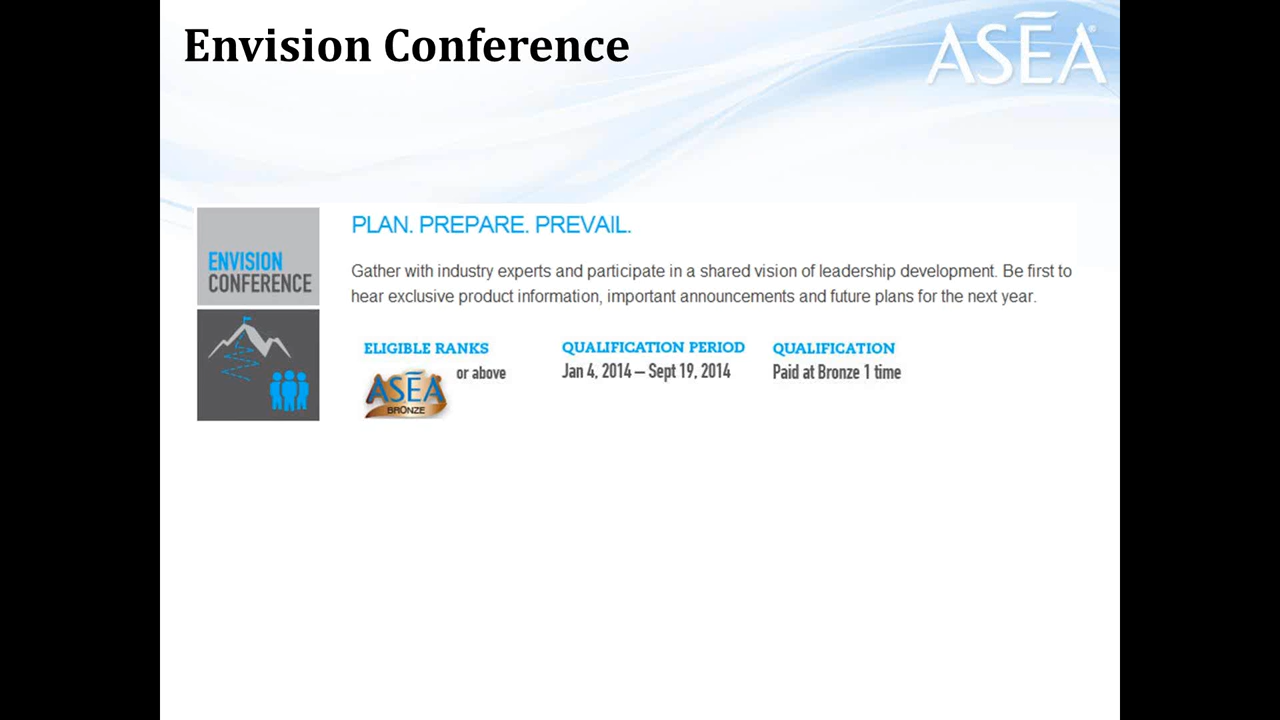 Envision Conference
ASEA®
ENVISION
CONFERENCE
PLAN. PREPARE. PREVAIL.
Gather with industry experts and participate in a shared vision of leadership development. Be first to
hear exclusive product information, important announcements and future plans for the next year.
ELIGIBLE RANKS
ASEA
BRONZE
or above
QUALIFICATION PERIOD
Jan 4, 2014 – Sept 19, 2014
QUALIFICATION
Paid at Bronze 1 time